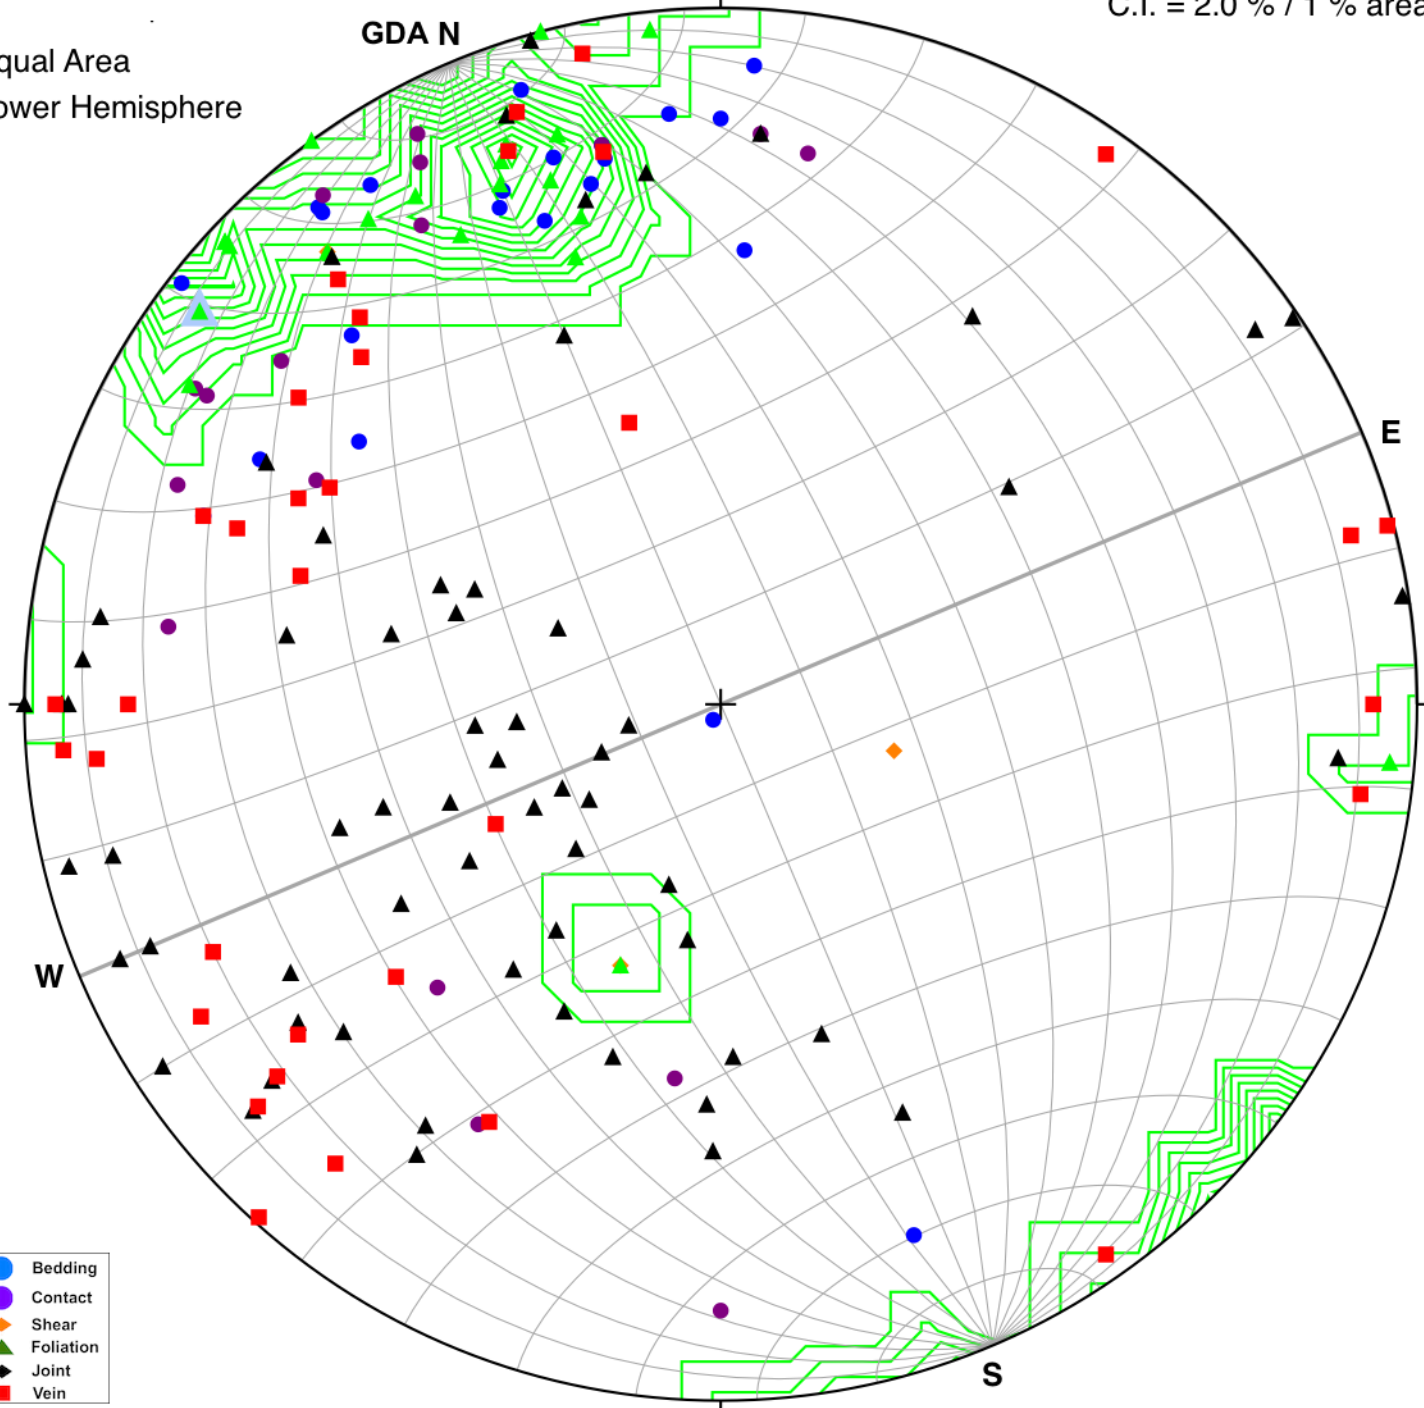 C.I. = 2.0 % / 1 % area
GDA N
qual Area
ower Hemisphere
E
W
S
Bedding
Contact
Shear
Foliation
Joint
Vein